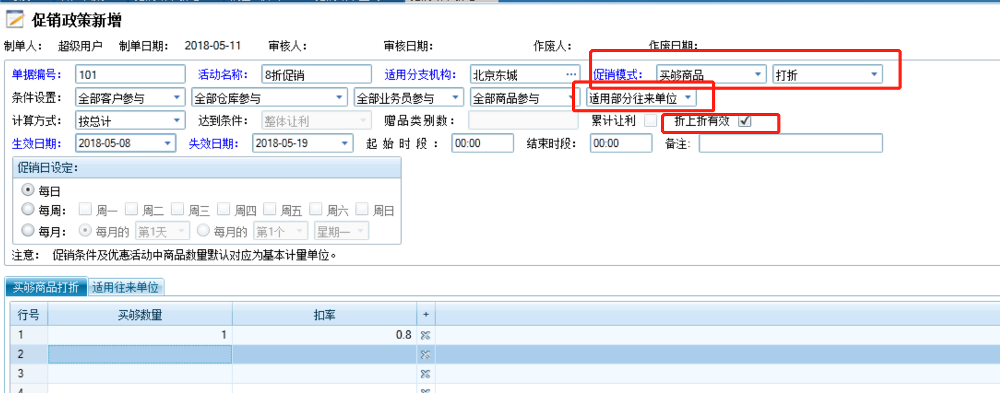 促销政策新增
制单人： 超级用户 制单日期： 2018-05-11 审核人： 审核日期： 作废人： 作废日期：
单据编号： 101 活动名称： 8折促销 适用分支机构： 北京东城 ... 促销模式： 买够商品 打折
条件设置： 全部客户参与 全部仓库参与 全部业务员参与 全部商品参与 适用部分往来单位
计算方式： 按总计 达到条件： 整体让利 赠品类别数： 累计让利 折上折有效
生效日期： 2018-05-08 失效日期： 2018-05-19 起始时段： 00:00 结束时段： 00:00 备注:
促销日设定：
每日
每周： 周一 周二 周三 周四 周五 周六 周日
每月： 每月的 第1天 每月的 第1个 星期一
注意： 促销条件及优惠活动中商品数量默认对应为基本计量单位。
买够商品打折 适用往来单位
行号 买够数量 扣率 +
1 1 0.8
2
3
4